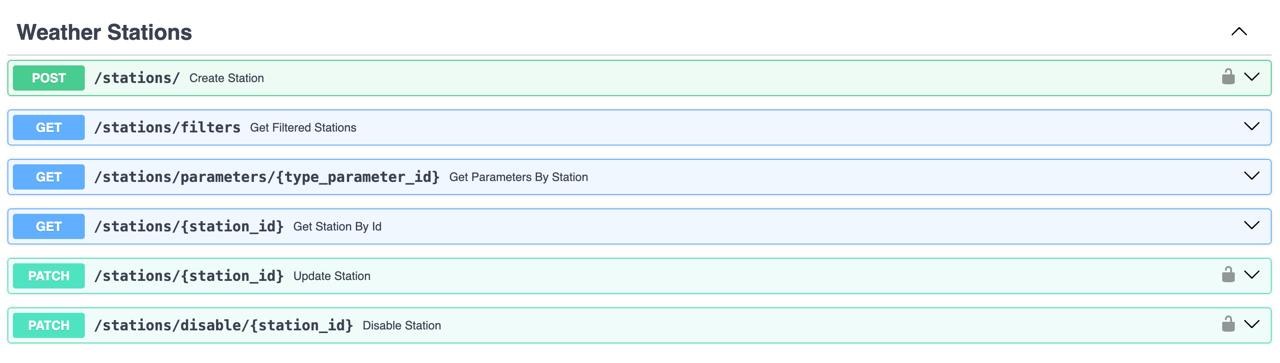 Weather Stations
POST /stations/ Create Station
GET /stations/filters Get Filtered Stations
GET /stations/parameters/{type_parameter_id} Get Parameters By Station
GET /stations/{station_id} Get Station By Id
PATCH /stations/{station_id} Update Station
PATCH /stations/disable/{station_id} Disable Station